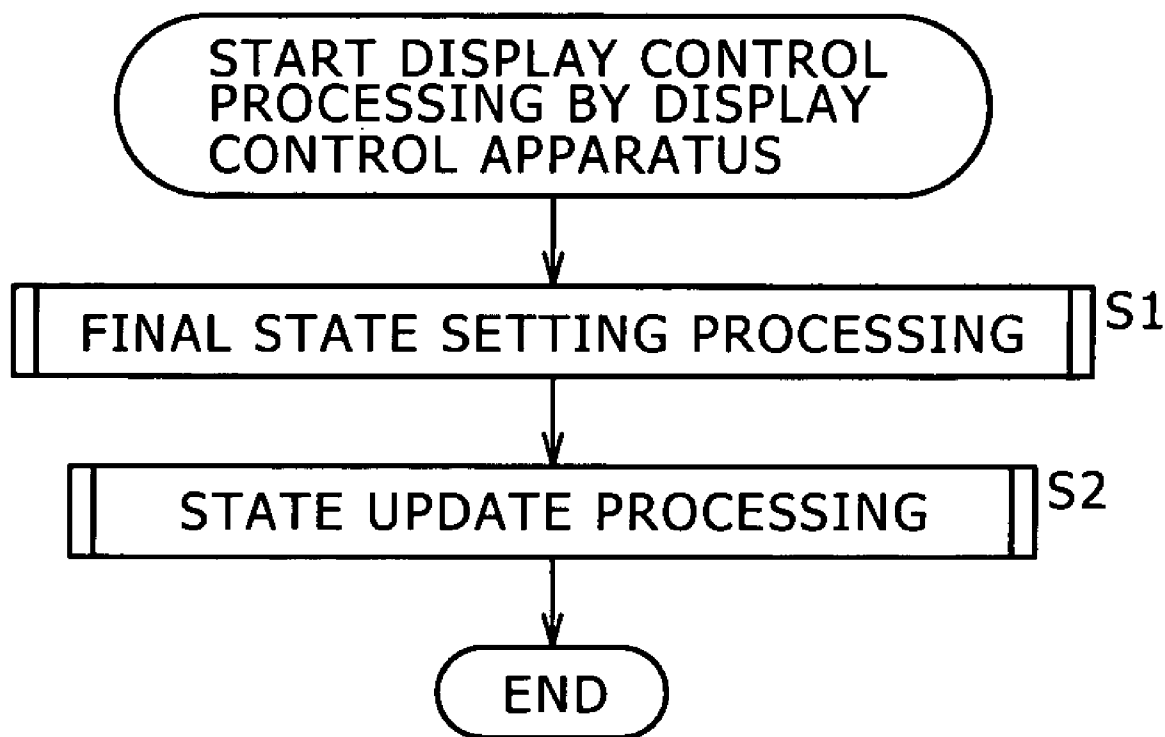 START DISPLAY CONTROL
PROCESSING BY DISPLAY
CONTROL APPARATUS
FINAL STATE SETTING PROCESSING
S1
STATE UPDATE PROCESSING
S2
END